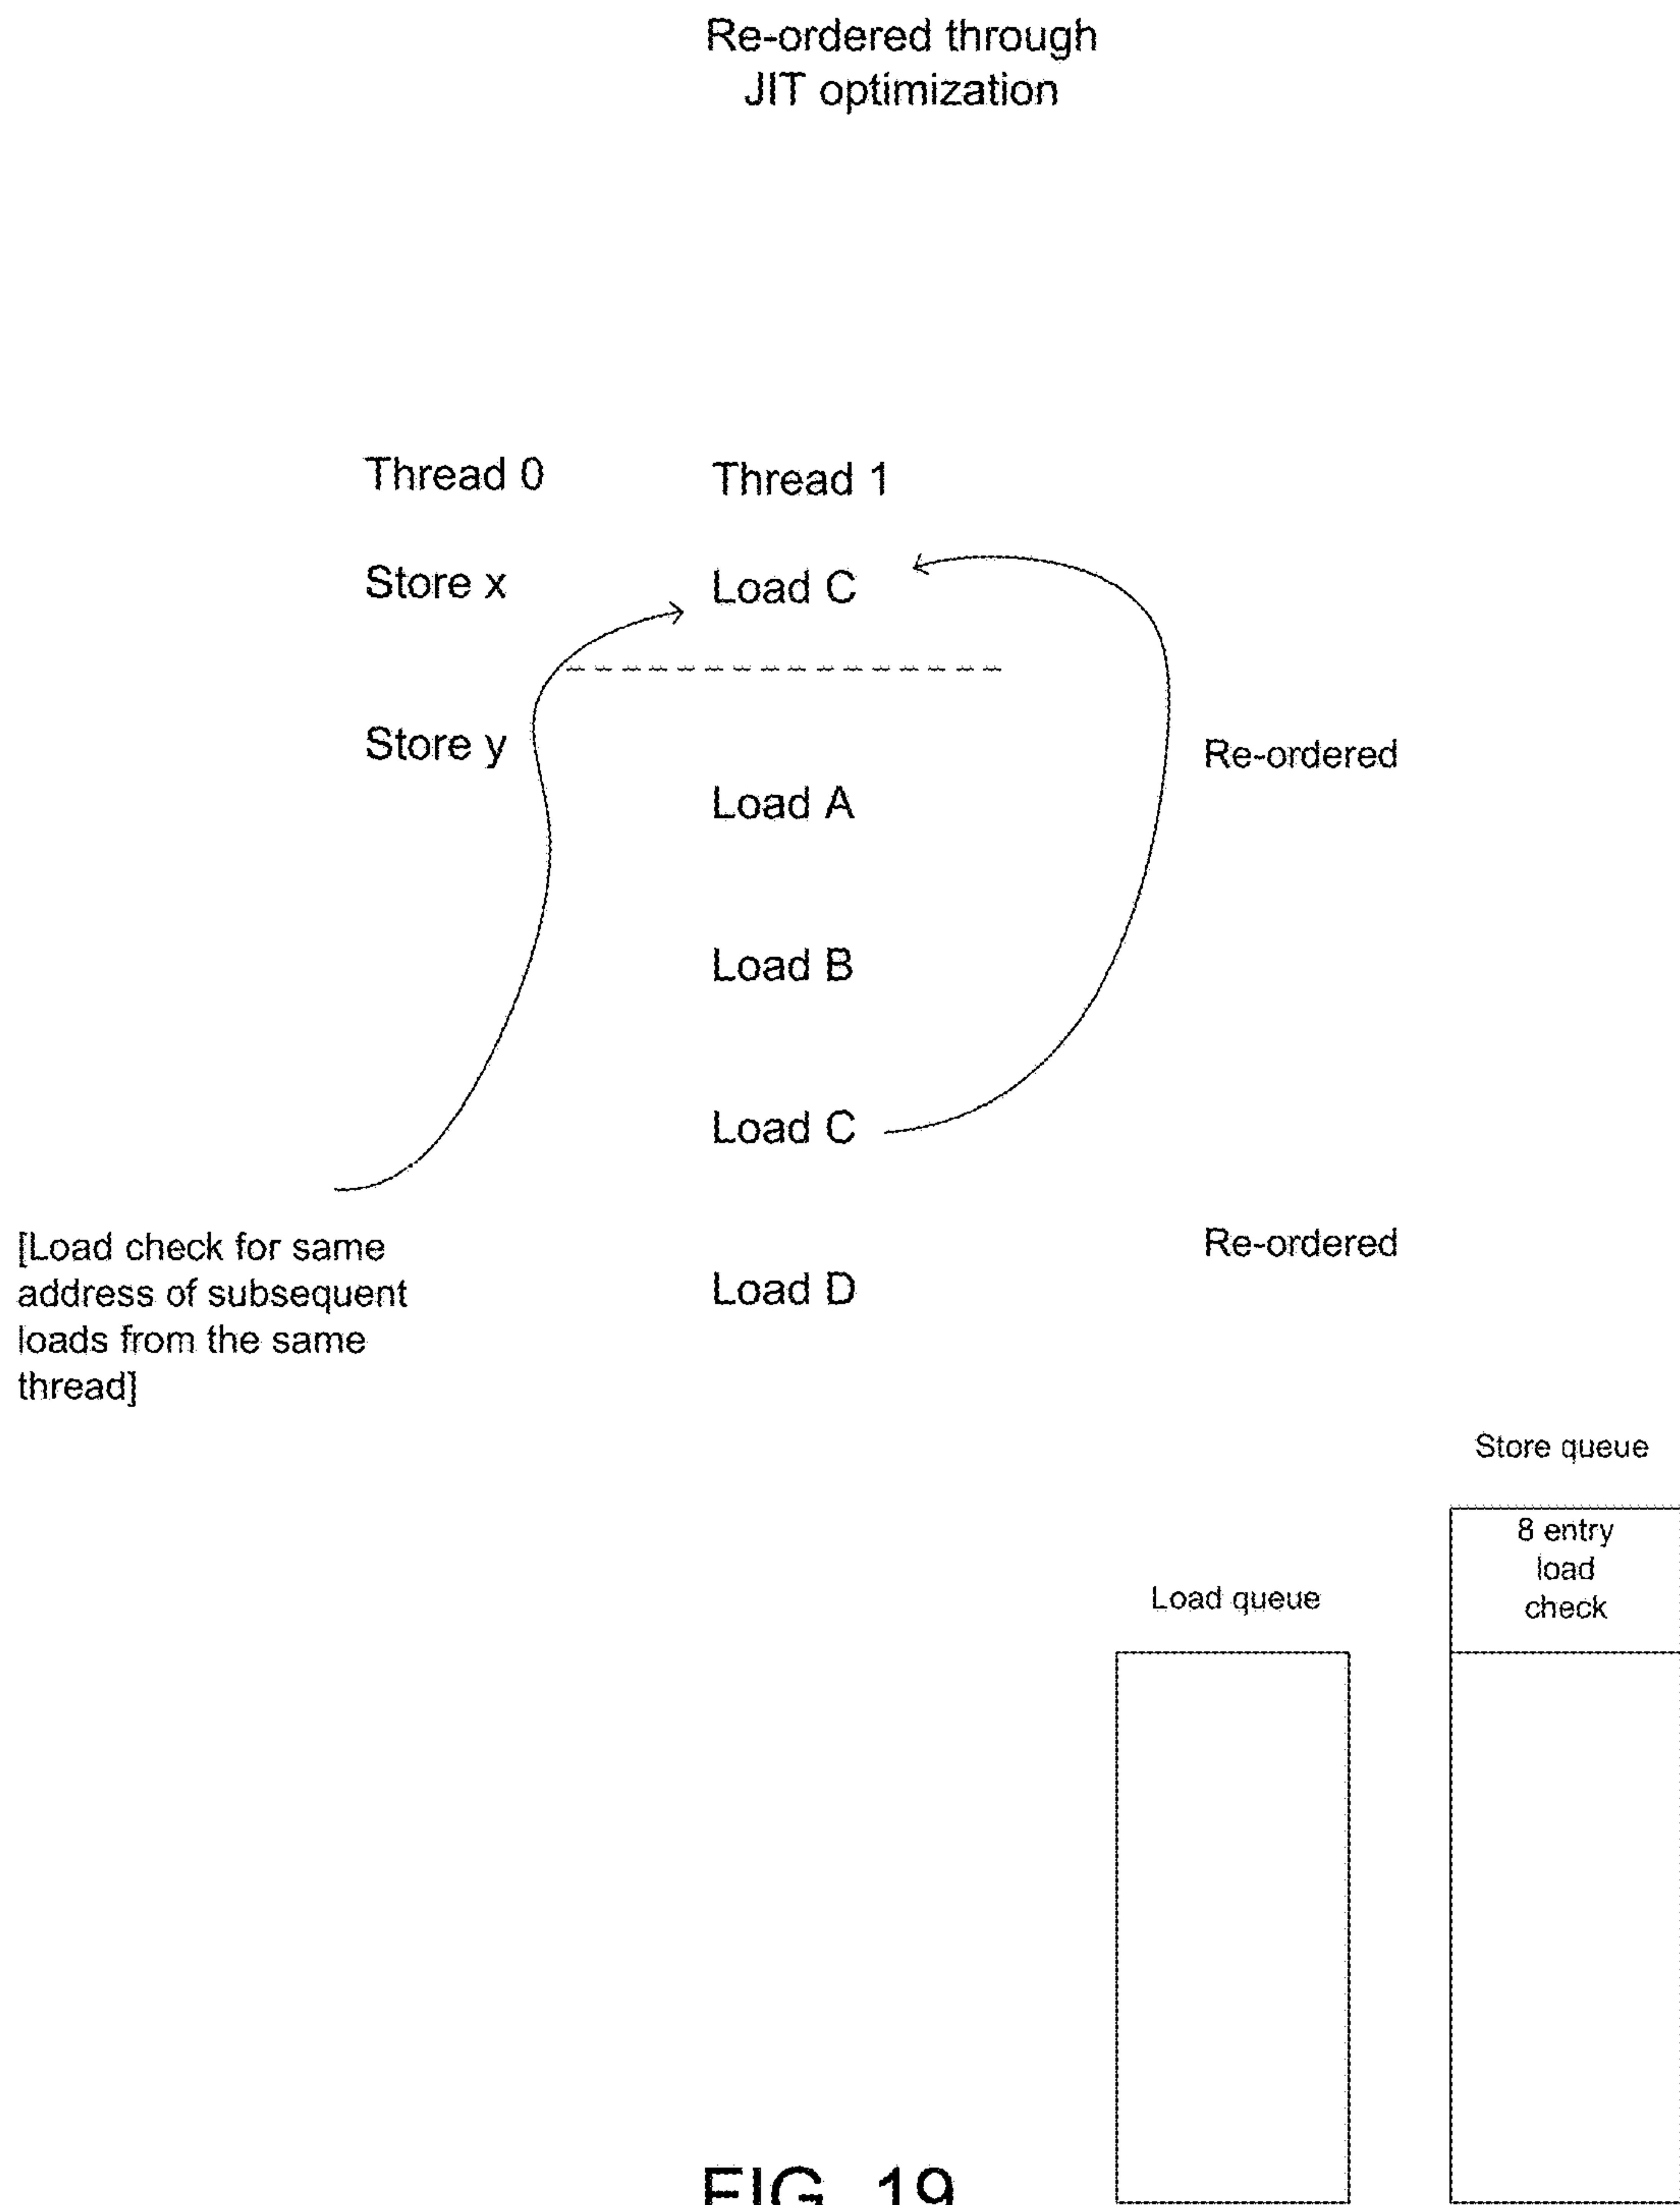 Re-ordered through
JIT optimization
Thread 0
Thread 1
Store x
Load C
Store y
Re-ordered
Load A
Load B
Load C
[Load check for same
address of subsequent
loads from the same
thread]
Re-ordered
Load D
Store queue
8 entry
load
check
Load queue
FIG. 19